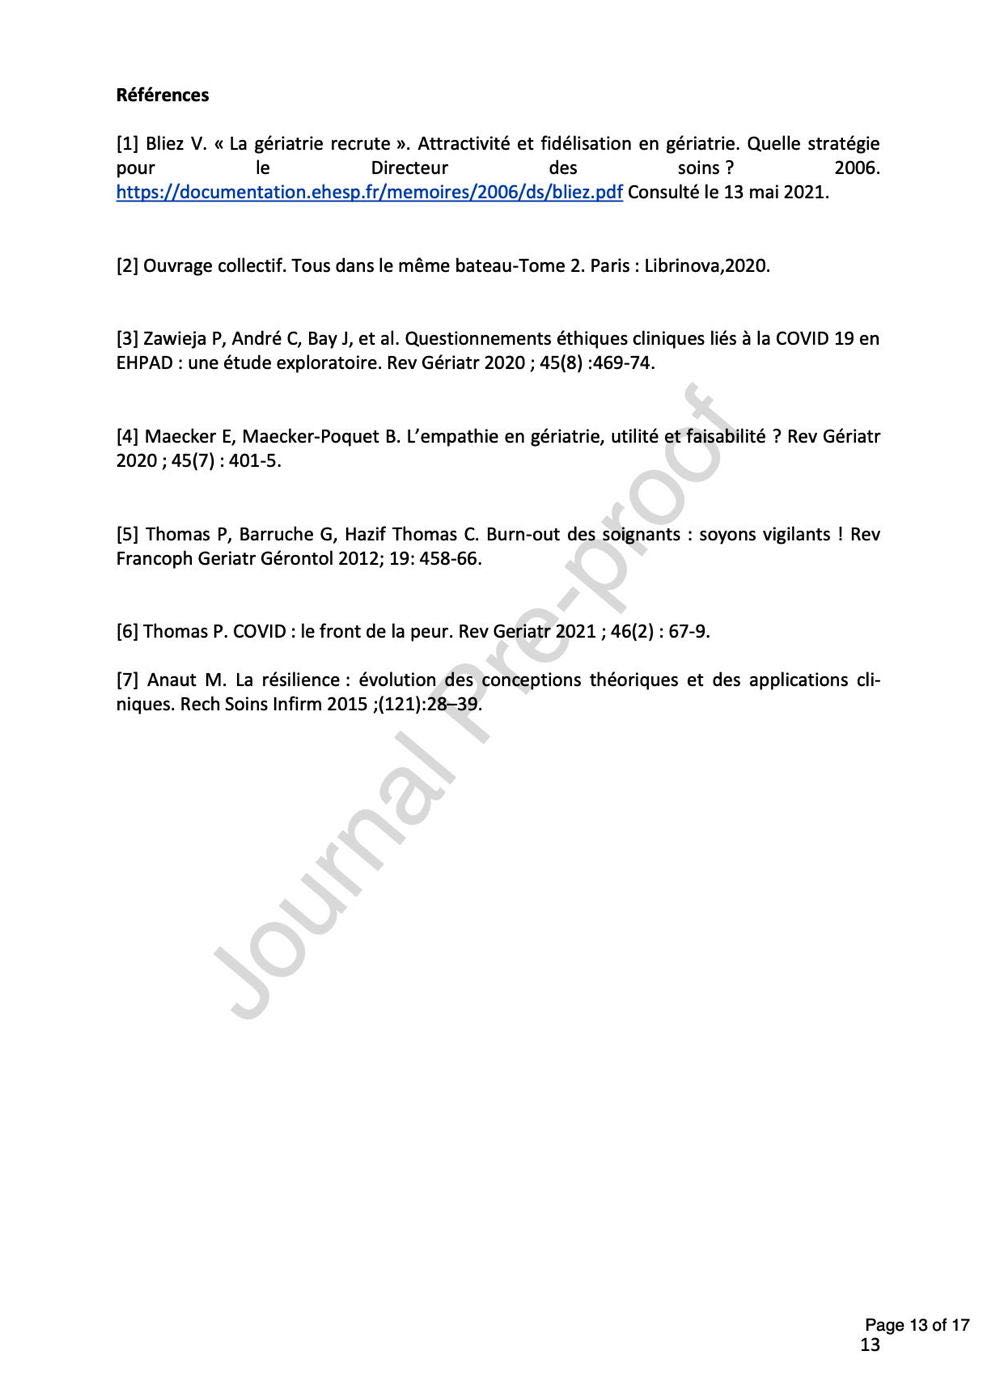 Références
[1] Bliez V. « La gériatrie recrute ». Attractivité et fidélisation en gériatrie. Quelle stratégie
pour le Directeur des soins ? 2006.
https://documentation.ehesp.fr/memoires/2006/ds/bliez.pdf Consulté le 13 mai 2021.
[2] Ouvrage collectif. Tous dans le même bateau-Tome 2. Paris : Librinova,2020.
[3] Zawieja P, André C, Bay J, et al. Questionnements éthiques cliniques liés à la COVID 19 en
EHPAD : une étude exploratoire. Rev Gériatr 2020 ; 45(8) :469-74.
[4] Maecker E, Maecker-Poquet B. L’empathie en gériatrie, utilité et faisabilité ? Rev Gériatr
2020 ; 45(7) : 401-5.
[5] Thomas P, Barruche G, Hazif Thomas C. Burn-out des soignants : soyons vigilants ! Rev
Francoph Geriatr Gérontol 2012; 19: 458-66.
[6] Thomas P. COVID : le front de la peur. Rev Geriatr 2021 ; 46(2) : 67-9.
[7] Anaut M. La résilience : évolution des conceptions théoriques et des applications cli-
niques. Rech Soins Infirm 2015 ;(121):28–39.
Journal Pre-proof
Page 13 of 17
13